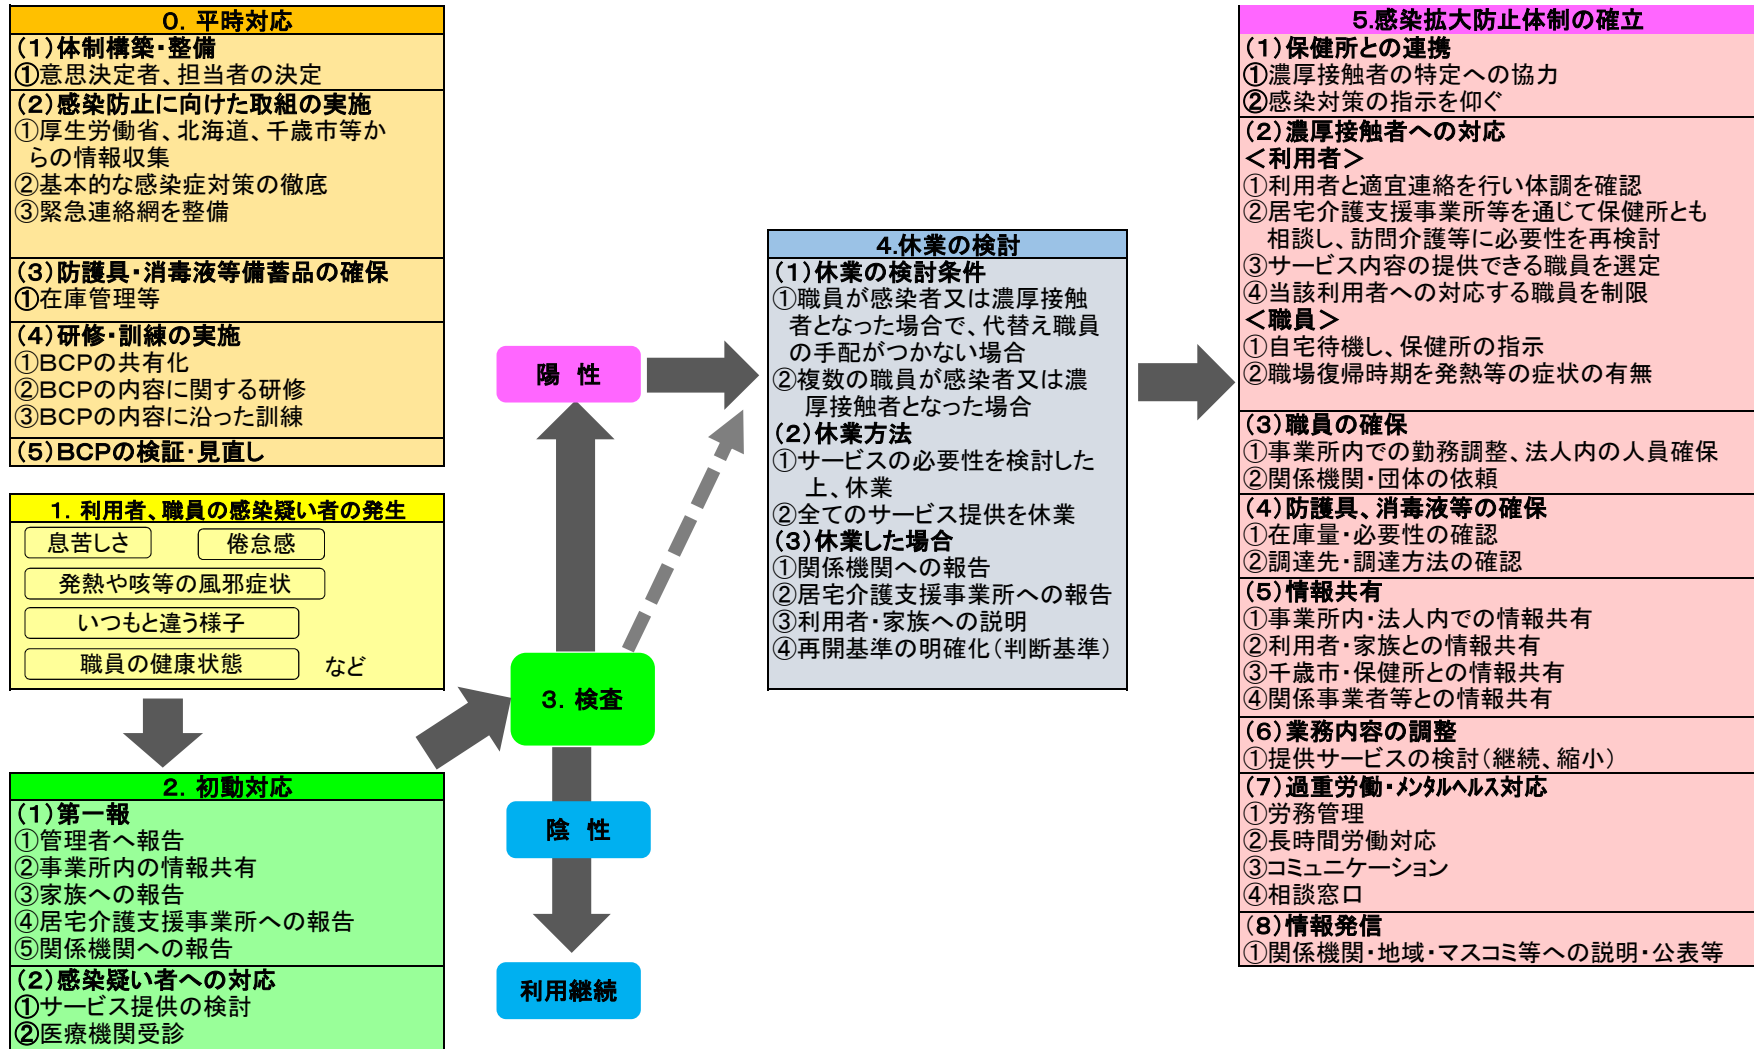 0．平時対応
（1）体制構築・整備
①意思決定者、担当者の決定
（2）感染防止に向けた取組の実施
①厚生労働省、北海道、千歳市等か
らの情報収集
②基本的な感染症対策の徹底
③緊急連絡網を整備
（3）防護具・消毒液等備蓄品の確保
①在庫管理等
（4）研修・訓練の実施
①BCPの共有化
②BCPの内容に関する研修
③BCPの内容に沿った訓練
（5）BCPの検証・見直し
1．利用者、職員の感染疑い者の発生
息苦しさ
倦怠感
発熱や咳等の風邪症状
いつもと違う様子
職員の健康状態
など
2．初動対応
（1）第一報
①管理者へ報告
②事業所内の情報共有
③家族への報告
④居宅介護支援事業所への報告
⑤関係機関への報告
（2）感染疑い者への対応
①サービス提供の検討
②医療機関受診
3．検査
陽 性
陰 性
利用継続
4.休業の検討
（1）休業の検討条件
①職員が感染者又は濃厚接触
者となった場合で、代替え職員
の手配がつかない場合
②複数の職員が感染者又は濃
厚接触者となった場合
（2）休業方法
①サービスの必要性を検討した
上、休業
②全てのサービス提供を休業
（3）休業した場合
①関係機関への報告
②居宅介護支援事業所への報告
③利用者・家族への説明
④再開基準の明確化（判断基準）
5.感染拡大防止体制の確立
（1）保健所との連携
①濃厚接触者の特定への協力
②感染対策の指示を仰ぐ
（2）濃厚接触者への対応
＜利用者＞
①利用者と適宜連絡を行い体調を確認
②居宅介護支援事業所等を通じて保健所とも
相談し、訪問介護等に必要性を再検討
③サービス内容の提供できる職員を選定
④当該利用者への対応する職員を制限
＜職員＞
①自宅待機し、保健所の指示
②職場復帰時期を発熱等の症状の有無
（3）職員の確保
①事業所内での勤務調整、法人内の人員確保
②関係機関・団体の依頼
（4）防護具、消毒液等の確保
①在庫量・必要性の確認
②調達先・調達方法の確認
（5）情報共有
①事業所内・法人内での情報共有
②利用者・家族との情報共有
③千歳市・保健所との情報共有
④関係事業者等との情報共有
（6）業務内容の調整
①提供サービスの検討（継続、縮小）
（7）過重労働・メンタルヘルス対応
①労務管理
②長時間労働対応
③コミュニケーション
④相談窓口
（8）情報発信
①関係機関・地域・マスコミ等への説明・公表等